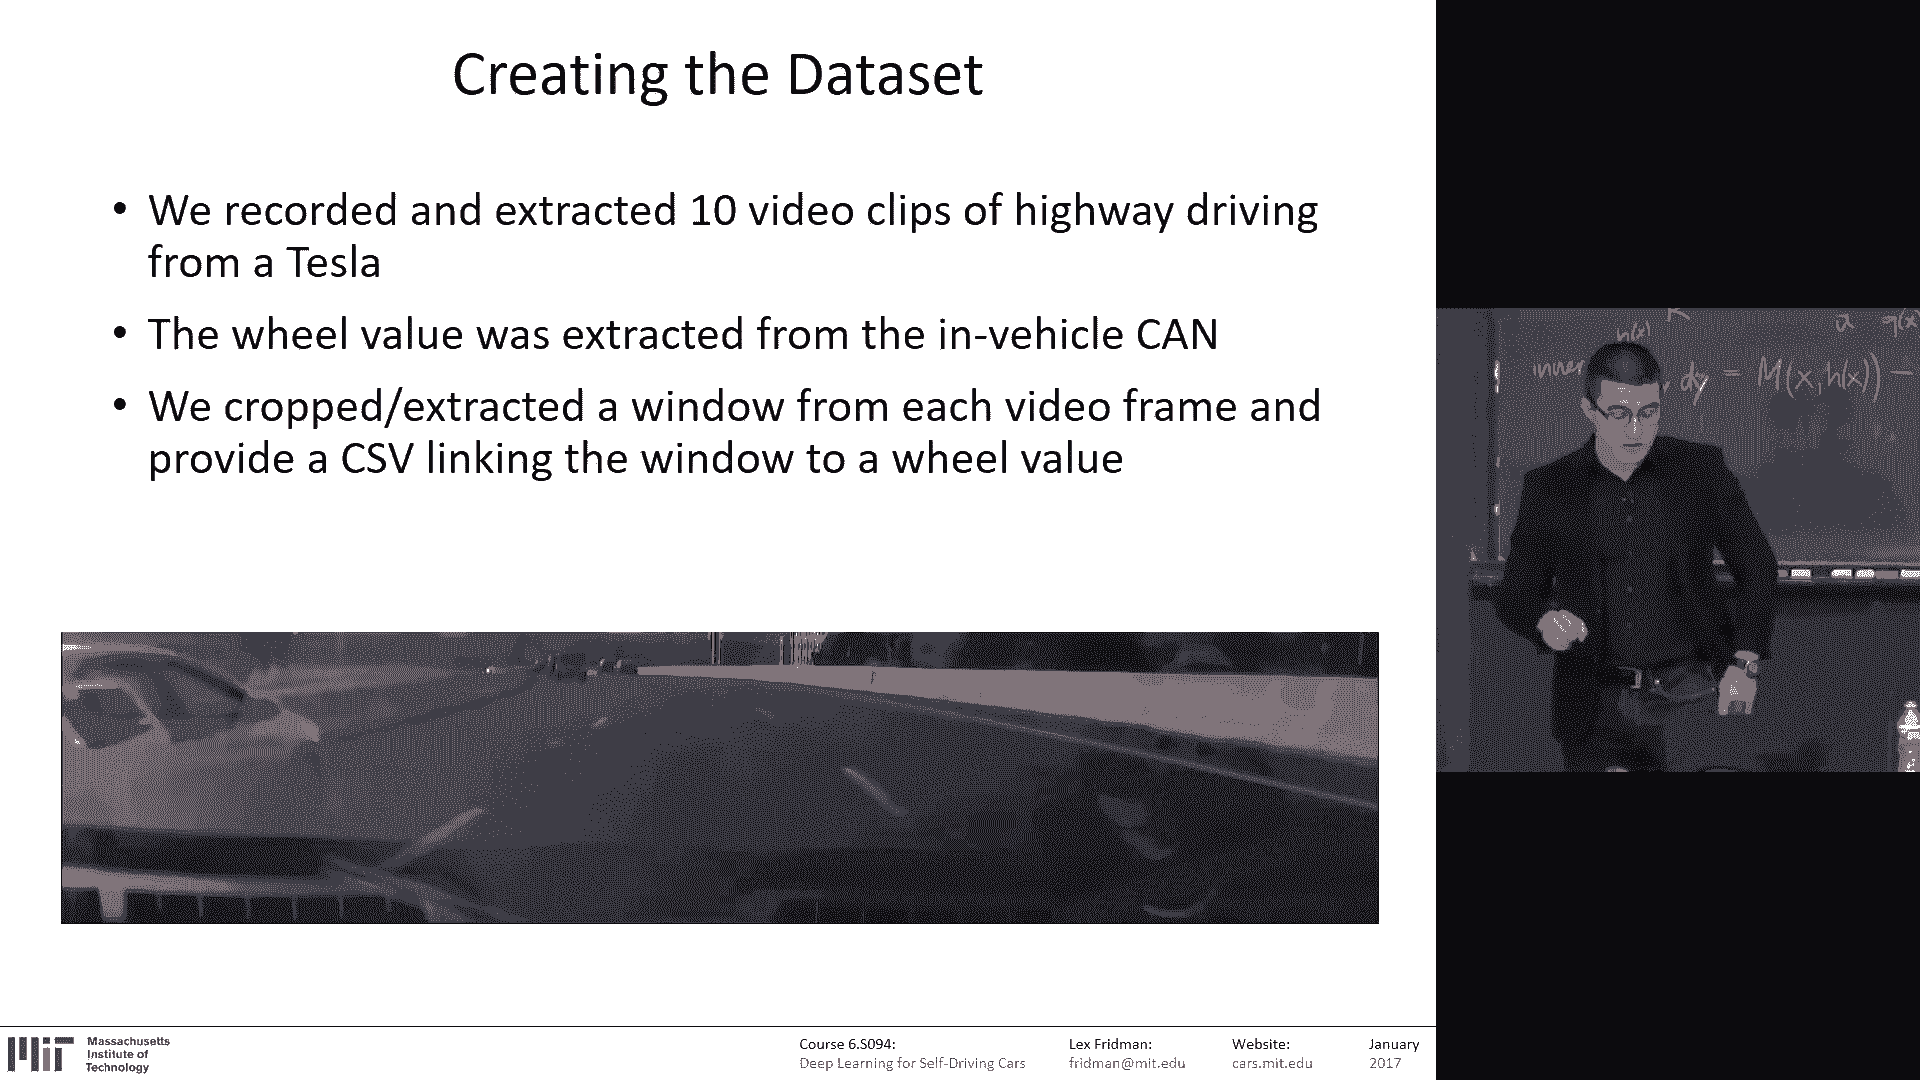 Creating the Dataset
• We recorded and extracted 10 video clips of highway driving
from a Tesla
• The wheel value was extracted from the in-vehicle CAN
• We cropped/extracted a window from each video frame and
provide a CSV linking the window to a wheel value
h(x)
a q(x)
inner , dy = M(x,h(x)) –
MIT Massachusetts
Institute of
Technology
Course 6.S094:
Deep Learning for Self-Driving Cars
Lex Fridman:
fridman@mit.edu
Website:
cars.mit.edu
January
2017